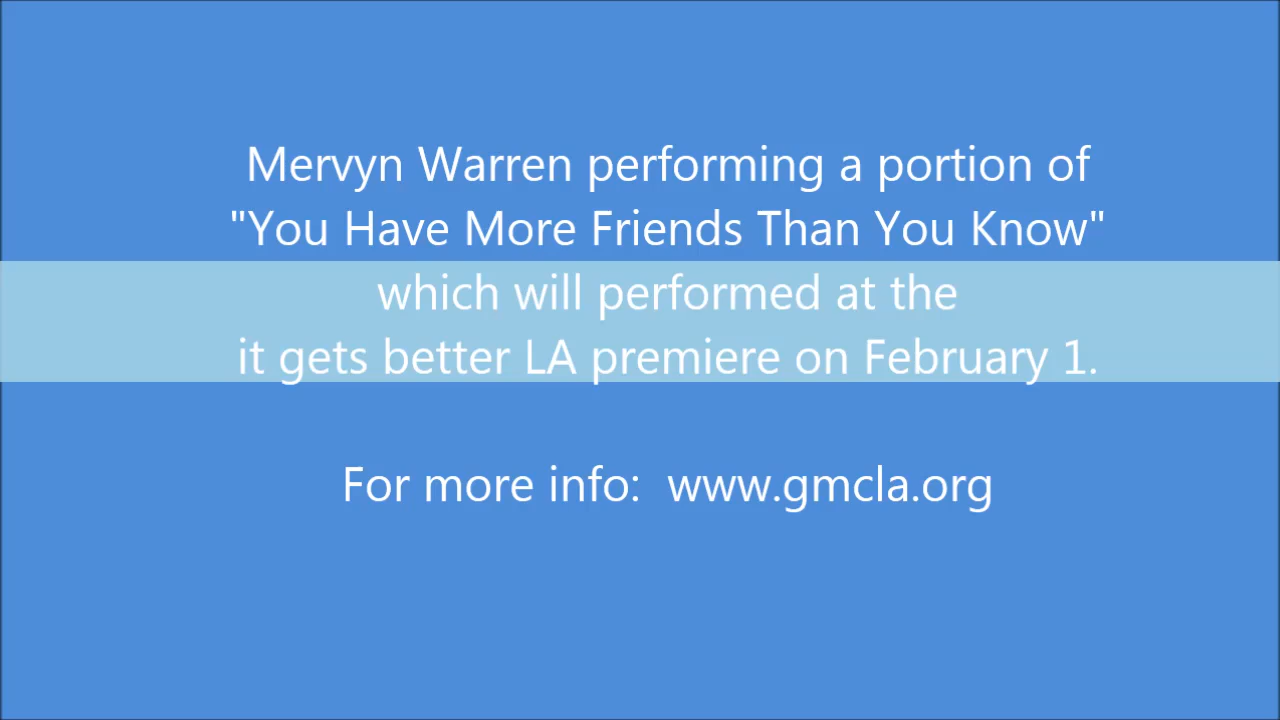 Mervyn Warren performing a portion of
"You Have More Friends Than You Know"
which will performed at the
it gets better LA premiere on February 1.
For more info:  www.gmcla.org